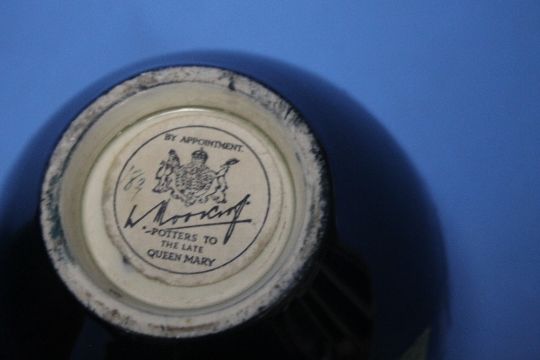 BY APPOINTMENT.
W. Moorcroft
POTTERS TO
THE LATE
QUEEN MARY